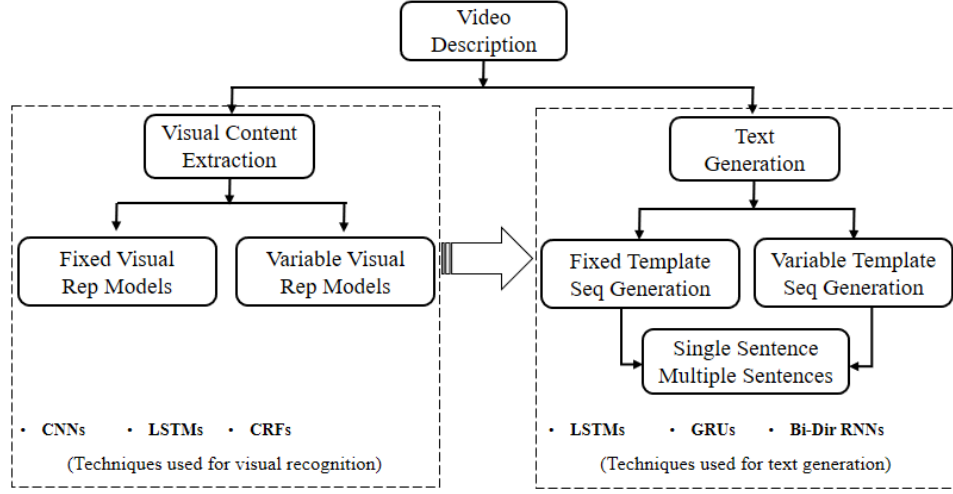 Video
Description
Visual Content
Extraction
Text
Generation
Fixed Visual
Rep Models
Variable Visual
Rep Models
Fixed Template
Seq Generation
Variable Template
Seq Generation
Single Sentence
Multiple Sentences
• CNNs • LSTMs • CRFs
(Techniques used for visual recognition)
• LSTMs • GRUs • Bi-Dir RNNs
(Techniques used for text generation)